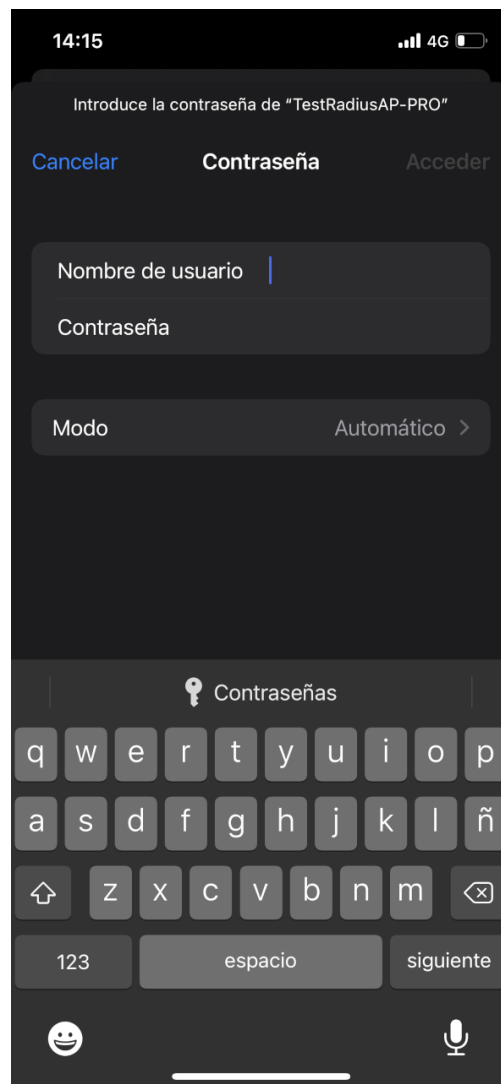 14:15
4G
Introduce la contraseña de “TestRadiusAP-PRO”
Cancelar Contraseña Acceder
Nombre de usuario
Contraseña
Modo Automático
Contraseñas
q w e r t y u i o p
a s d f g h j k l ñ
z x c v b n m
123 espacio siguiente